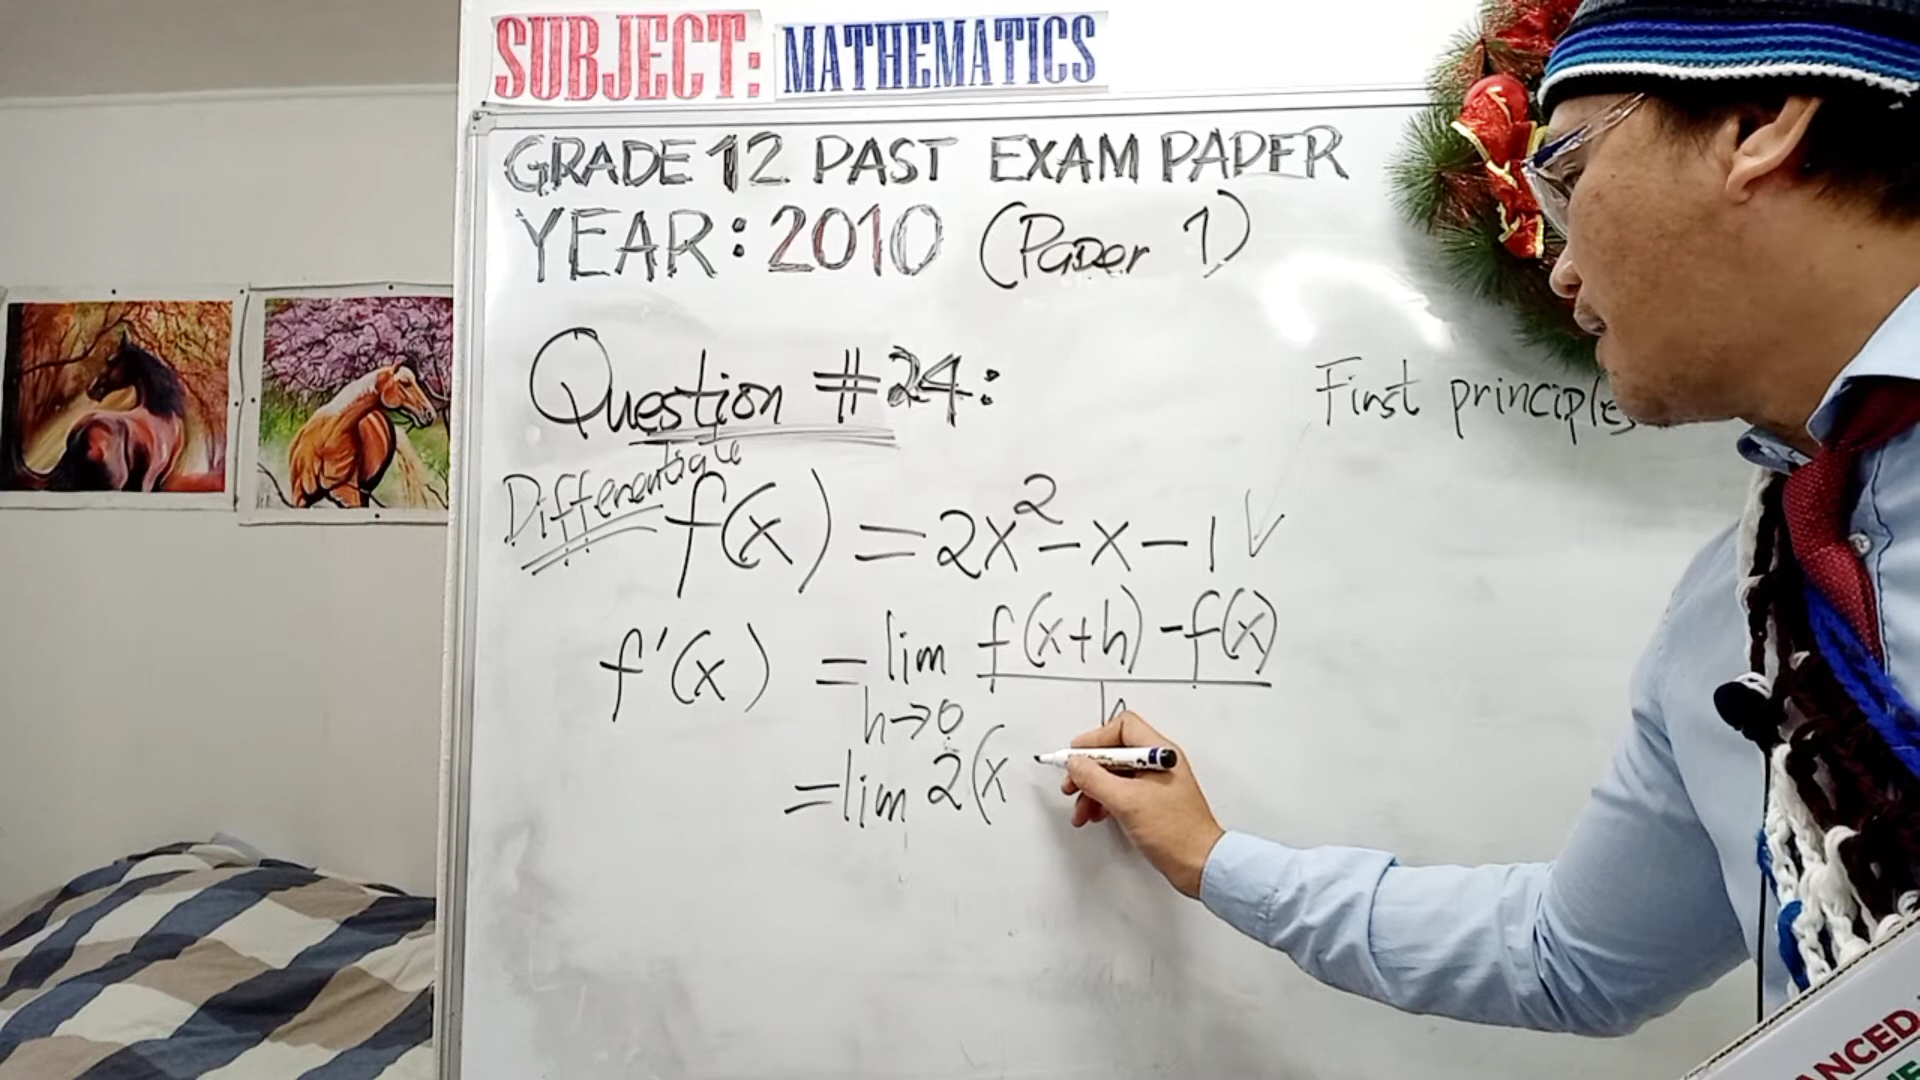 SUBJECT: MATHEMATICS
GRADE 12 PAST EXAM PAPER
YEAR: 2010 (Paper 1)
Question #24:
First principles
Differentiate
f(x) = 2x² - x - 1
f'(x) = lim f(x+h) - f(x)
h→0 h
= lim 2(x